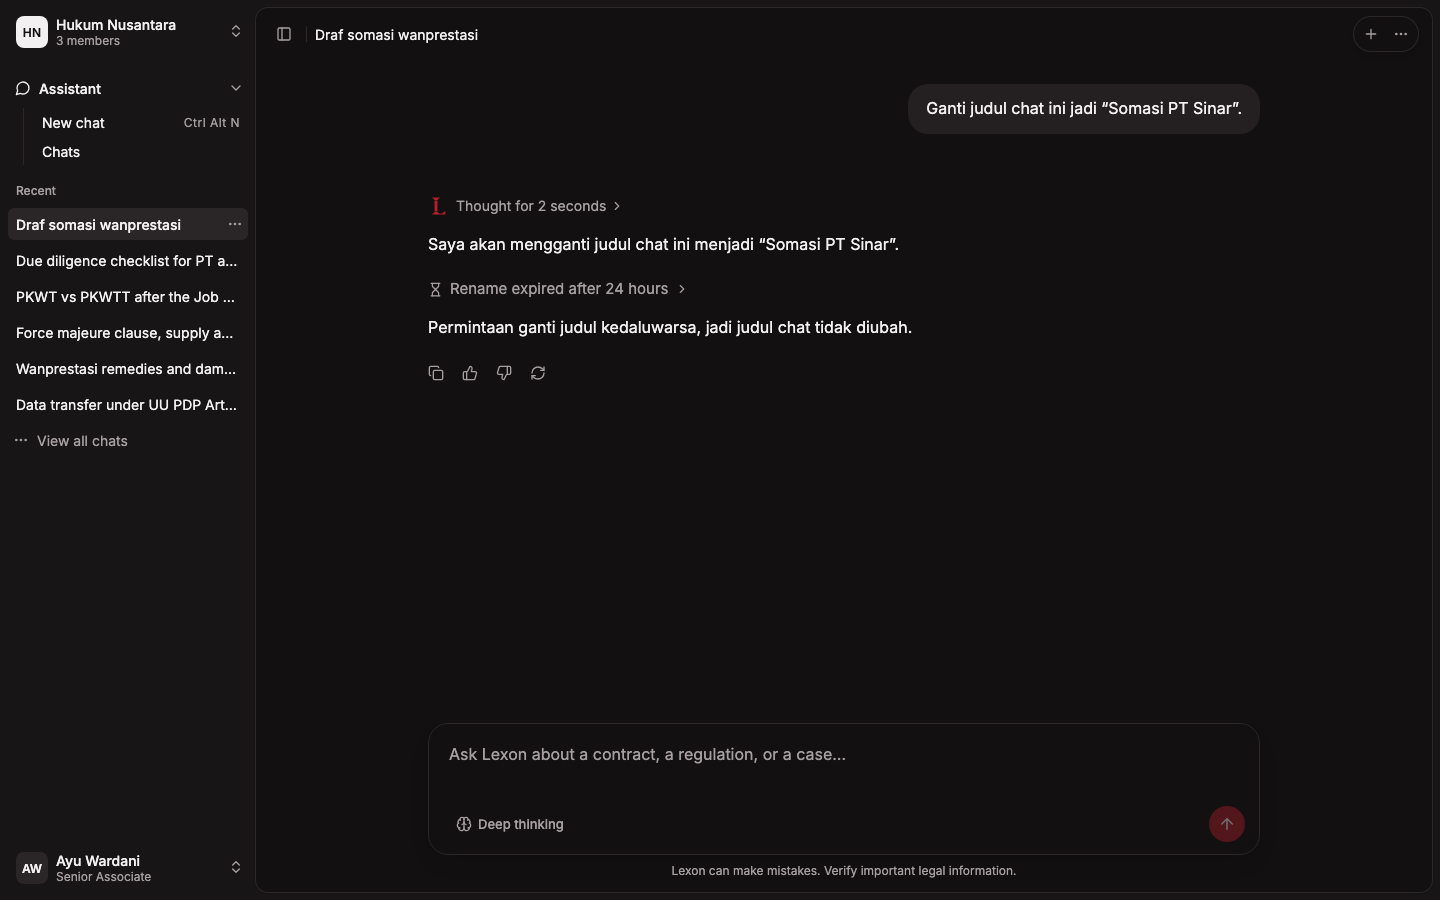 HN
Hukum Nusantara
3 members
Assistant
New chat
Ctrl Alt N
Chats
Recent
Draf somasi wanprestasi
Due diligence checklist for PT a...
PKWT vs PKWTT after the Job ...
Force majeure clause, supply a...
Wanprestasi remedies and dam...
Data transfer under UU PDP Art...
View all chats
AW
Ayu Wardani
Senior Associate
Draf somasi wanprestasi
Ganti judul chat ini jadi “Somasi PT Sinar”.
L Thought for 2 seconds
Saya akan mengganti judul chat ini menjadi “Somasi PT Sinar”.
Rename expired after 24 hours
Permintaan ganti judul kedaluwarsa, jadi judul chat tidak diubah.
Ask Lexon about a contract, a regulation, or a case...
Deep thinking
Lexon can make mistakes. Verify important legal information.